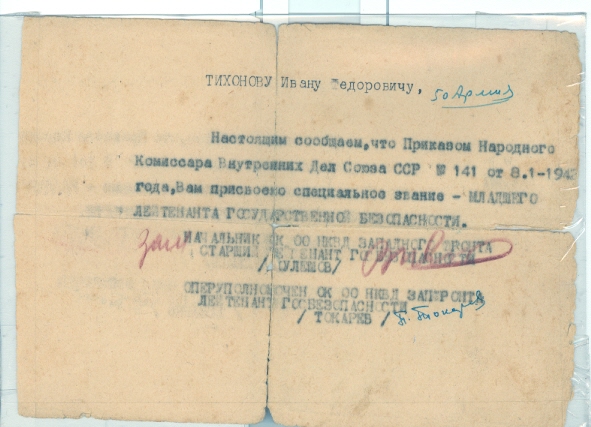 ТИХОНОВУ Ивану Федоровичу,
50 Армия
Настоящим сообщаем,что Приказом Народного
Комиссара Внутренних Дел Союза ССР № 141 от 8.1-194
года,Вам присвоено специальное звание - МЛАДШЕГО
ЛЕЙТЕНАНТА ГОСУДАРСТВЕННОЙ БЕЗОПАСНОСТИ.
Зам НАЧАЛЬНИК ОК ОО НКВД ЗАПАДНОГО ФРОНТА
СТАРШИЙ ЛЕЙТЕНАНТ ГОСБЕЗОПАСНОСТИ
ОПЕРУПОЛНОМОЧЕН ОК ОО НКВД ЗАПФРОНТА
ЛЕЙТЕНАНТ ГОСБЕЗОПАСНОСТИ
/ ТОКАРЕВ /